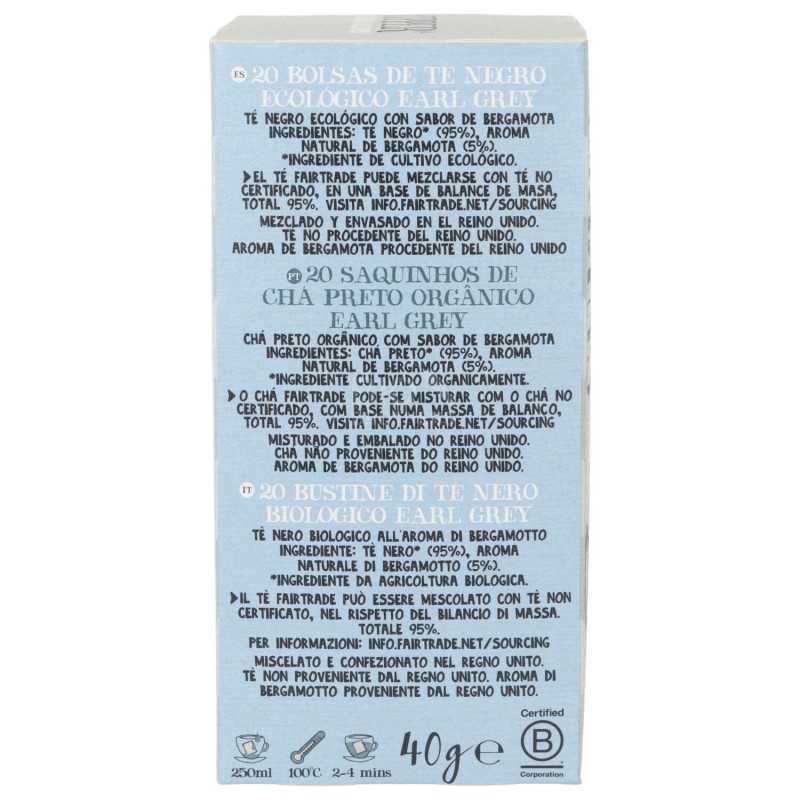 ES 20 BOLSAS DE TÉ NEGRO
ECOLÓGICO EARL GREY
TÉ NEGRO ECOLÓGICO CON SABOR DE BERGAMOTA
INGREDIENTES: TÉ NEGRO* (95%), AROMA
NATURAL DE BERGAMOTA (5%).
*INGREDIENTE DE CULTIVO ECOLÓGICO.
EL TÉ FAIRTRADE PUEDE MEZCLARSE CON TÉ NO
CERTIFICADO, EN UNA BASE DE BALANCE DE MASA,
TOTAL 95%. VISITA INFO.FAIRTRADE.NET/SOURCING
MEZCLADO Y ENVASADO EN EL REINO UNIDO.
TÉ NO PROCEDENTE DEL REINO UNIDO.
AROMA DE BERGAMOTA PROCEDENTE DEL REINO UNIDO
PT 20 SAQUINHOS DE
CHÁ PRETO ORGÂNICO
EARL GREY
CHÁ PRETO ORGÂNICO COM SABOR DE BERGAMOTA
INGREDIENTES: CHÁ PRETO* (95%), AROMA
NATURAL DE BERGAMOTA (5%).
*INGREDIENTE CULTIVADO ORGANICAMENTE.
O CHÁ FAIRTRADE PODE-SE MISTURAR COM O CHÁ NO
CERTIFICADO, COM BASE NUMA MASSA DE BALANÇO,
TOTAL 95%. VISITA INFO.FAIRTRADE.NET/SOURCING
MISTURADO E EMBALADO NO REINO UNIDO.
CHA NÃO PROVENIENTE DO REINO UNIDO.
AROMA DE BERGAMOTA DO REINO UNIDO.
IT 20 BUSTINE DI TÈ NERO
BIOLOGICO EARL GREY
TÈ NERO BIOLOGICO ALL'AROMA DI BERGAMOTTO
INGREDIENTE: TÈ NERO* (95%), AROMA
NATURALE DI BERGAMOTTO (5%).
*INGREDIENTE DA AGRICOLTURA BIOLOGICA.
IL TÈ FAIRTRADE PUÒ ESSERE MESCOLATO CON TÈ NON
CERTIFICATO, NEL RISPETTO DEL BILANCIO DI MASSA.
TOTALE 95%.
PER INFORMAZIONI: INFO.FAIRTRADE.NET/SOURCING
MISCELATO E CONFEZIONATO NEL REGNO UNITO.
TÈ NON PROVENIENTE DAL REGNO UNITO. AROMA DI
BERGAMOTTO PROVENIENTE DAL REGNO UNITO.
250ml 100°C 2-4 mins
40g e
Certified
B
Corporation